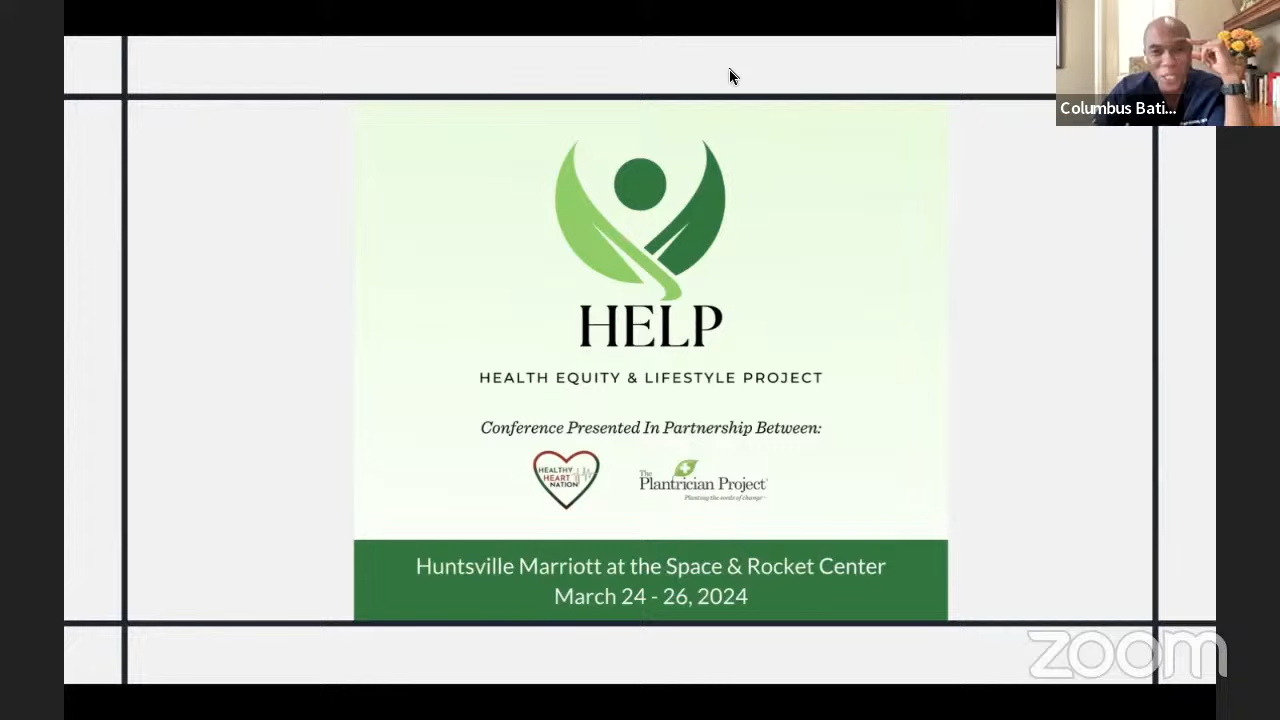 Columbus Bati...
HELP
HEALTH EQUITY & LIFESTYLE PROJECT
Conference Presented In Partnership Between:
HEALTHY
HEART
NATION
The
Plantrician Project
Planting the seeds of change
Huntsville Marriott at the Space & Rocket Center
March 24 - 26, 2024
zoom